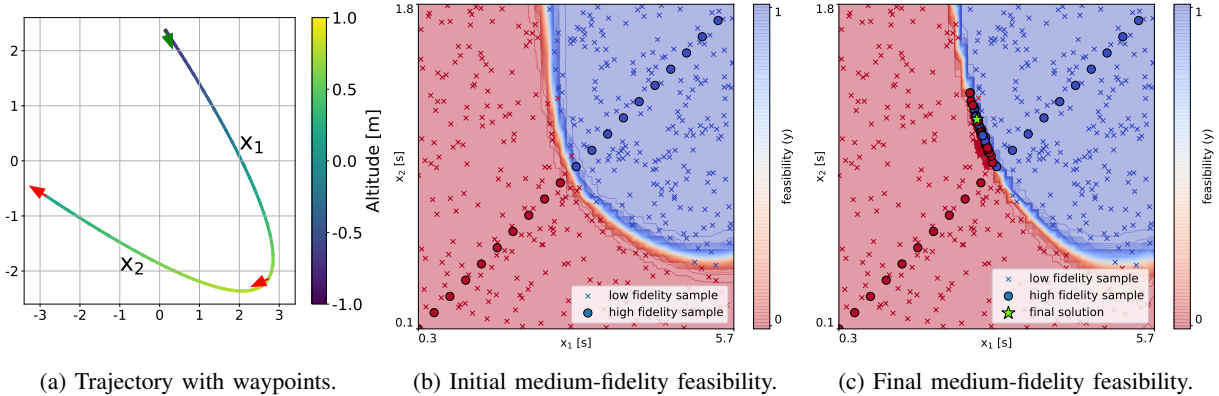 2
1
0
-1
-2
-3
-2
-1
0
1
2
3
x1
x2
1.0
0.5
0.0
-0.5
-1.0
Altitude [m]
(a) Trajectory with waypoints.
1.8
x2 [s]
0.1
0.3
x1 [s]
5.7
low fidelity sample
high fidelity sample
1
0
feasibility (y)
(b) Initial medium-fidelity feasibility.
1.8
x2 [s]
0.1
0.3
x1 [s]
5.7
low fidelity sample
high fidelity sample
final solution
1
0
feasibility (y)
(c) Final medium-fidelity feasibility.